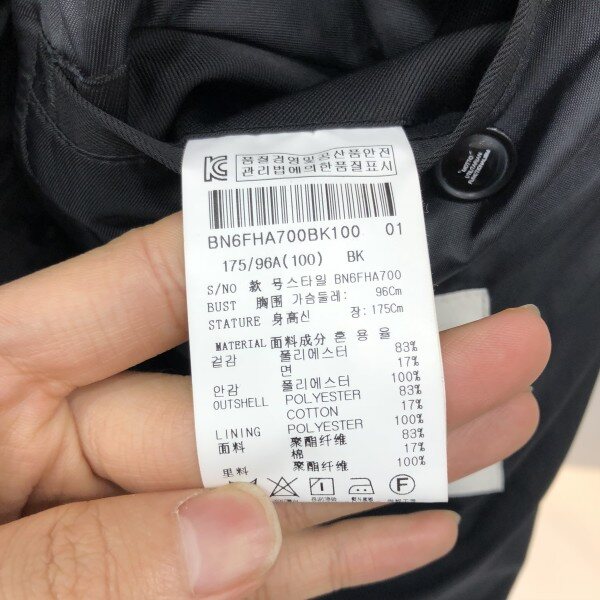 품질경영및공산품안전
관리법에의한품질표시
BN6FHA700BK100 01
175/96A(100) BK
S/NO 款 号스타일 BN6FHA700
BUST 胸围 가슴둘레: 96Cm
STATURE 身高신 장: 175Cm
MATERIAL 面料成分 혼 용 율
겉감 폴리에스터 83%
면 17%
안감 폴리에스터 100%
OUTSHELL POLYESTER 83%
COTTON 17%
LINING POLYESTER 100%
面料 聚酯纤维 83%
棉 17%
里料 聚酯纤维 100%